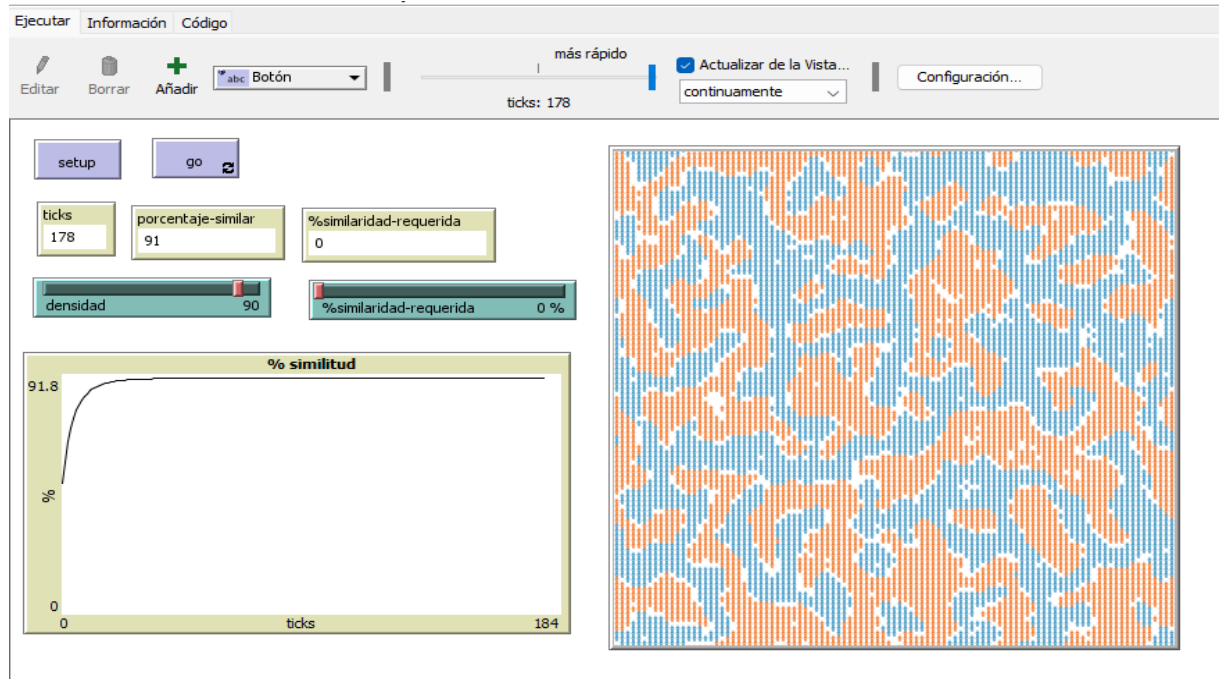 Ejecutar Información Código
Editar Borrar Añadir abc Botón
más rápido
ticks: 178
Actualizar de la Vista...
continuamente
Configuración...
setup go
ticks
178
porcentaje-similar
91
%similaridad-requerida
0
densidad 90
%similaridad-requerida 0 %
% similitud
91.8
%
0
0 ticks 184